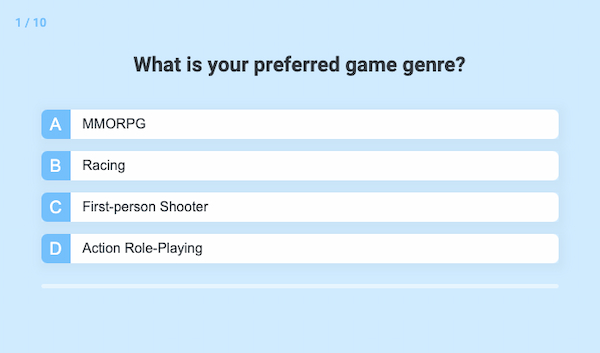 1 / 10
What is your preferred game genre?
A MMORPG
B Racing
C First-person Shooter
D Action Role-Playing